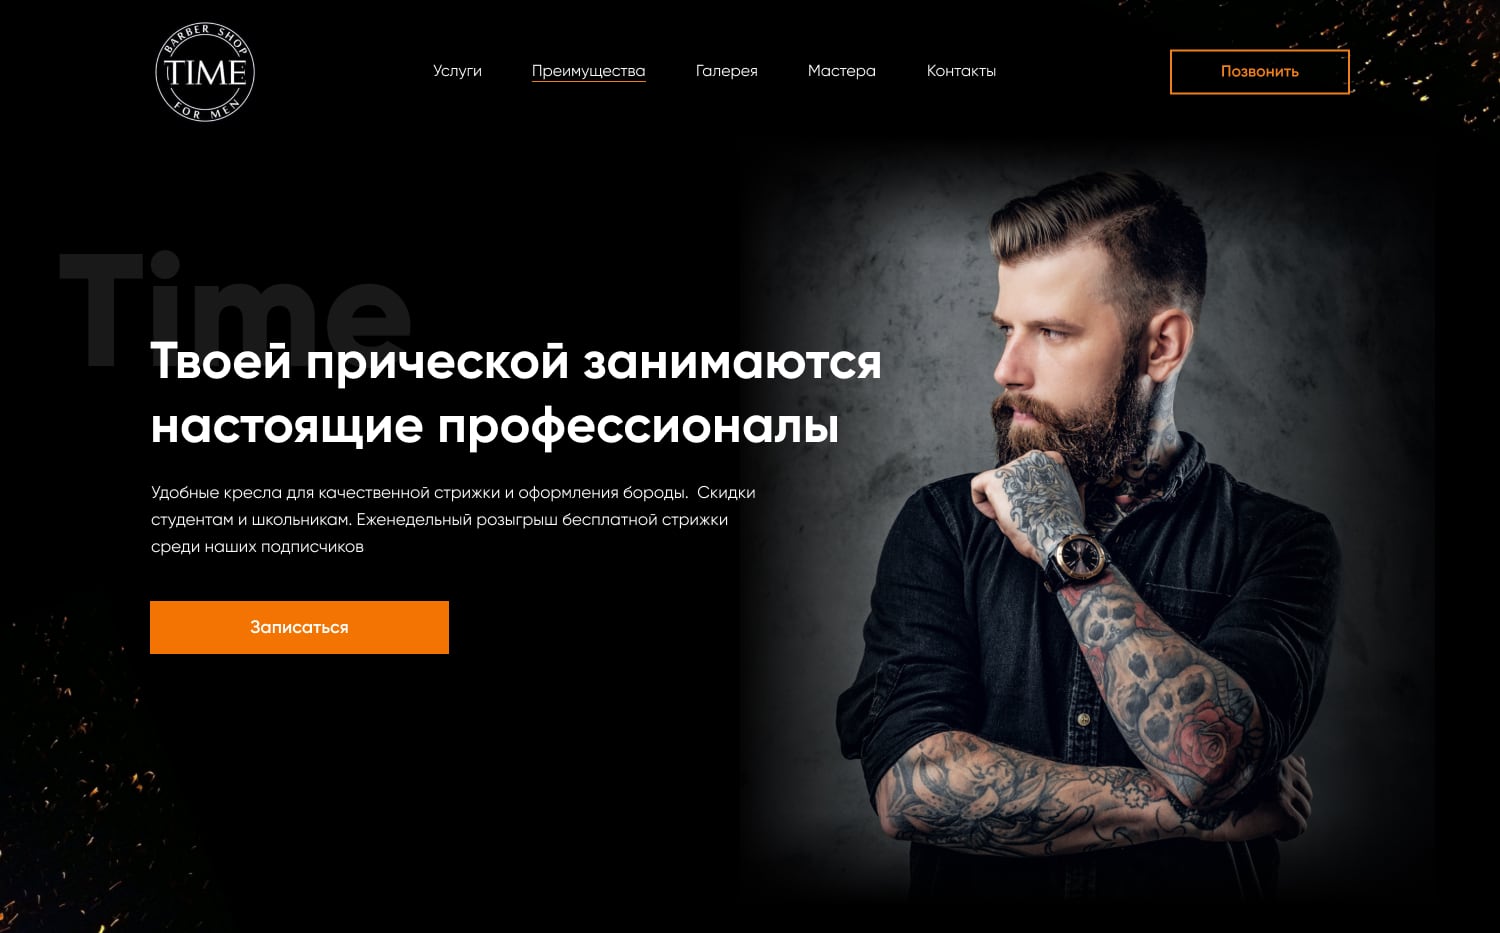 BARBER SHOP
TIME
FOR MEN
Услуги
Преимущества
Галерея
Мастера
Контакты
Позвонить
Time
Твоей прической занимаются
настоящие профессионалы
Удобные кресла для качественной стрижки и оформления бороды. Скидки
студентам и школьникам. Еженедельный розыгрыш бесплатной стрижки
среди наших подписчиков
Записаться